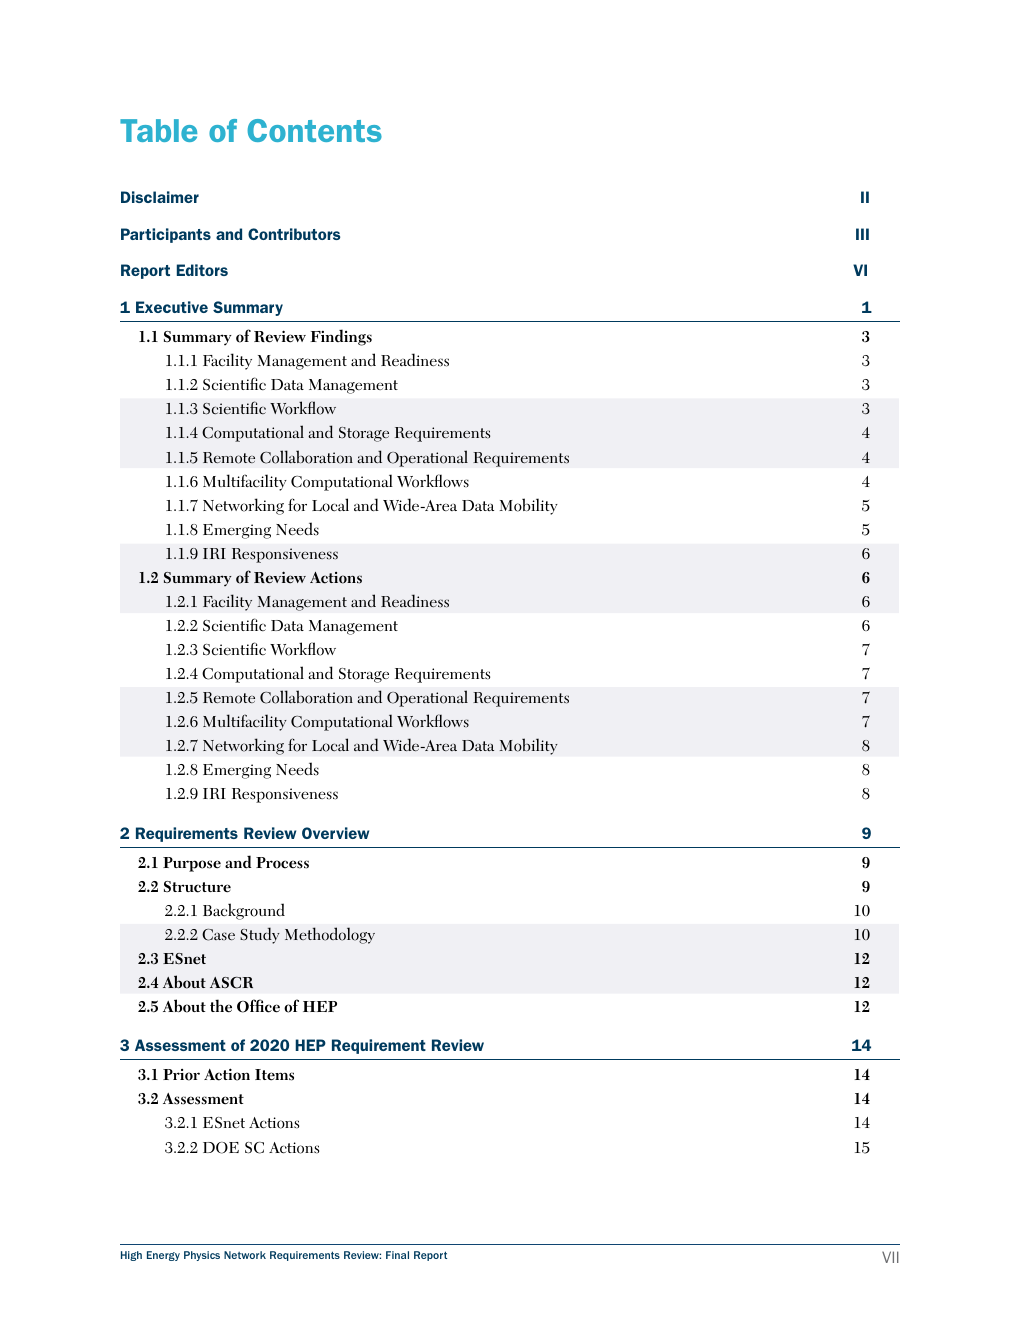 Table of Contents
Disclaimer II
Participants and Contributors III
Report Editors VI
1 Executive Summary 1
1.1 Summary of Review Findings 3
1.1.1 Facility Management and Readiness 3
1.1.2 Scientific Data Management 3
1.1.3 Scientific Workflow 3
1.1.4 Computational and Storage Requirements 4
1.1.5 Remote Collaboration and Operational Requirements 4
1.1.6 Multifacility Computational Workflows 4
1.1.7 Networking for Local and Wide-Area Data Mobility 5
1.1.8 Emerging Needs 5
1.1.9 IRI Responsiveness 6
1.2 Summary of Review Actions 6
1.2.1 Facility Management and Readiness 6
1.2.2 Scientific Data Management 6
1.2.3 Scientific Workflow 7
1.2.4 Computational and Storage Requirements 7
1.2.5 Remote Collaboration and Operational Requirements 7
1.2.6 Multifacility Computational Workflows 7
1.2.7 Networking for Local and Wide-Area Data Mobility 8
1.2.8 Emerging Needs 8
1.2.9 IRI Responsiveness 8
2 Requirements Review Overview 9
2.1 Purpose and Process 9
2.2 Structure 9
2.2.1 Background 10
2.2.2 Case Study Methodology 10
2.3 ESnet 12
2.4 About ASCR 12
2.5 About the Office of HEP 12
3 Assessment of 2020 HEP Requirement Review 14
3.1 Prior Action Items 14
3.2 Assessment 14
3.2.1 ESnet Actions 14
3.2.2 DOE SC Actions 15
High Energy Physics Network Requirements Review: Final Report VII